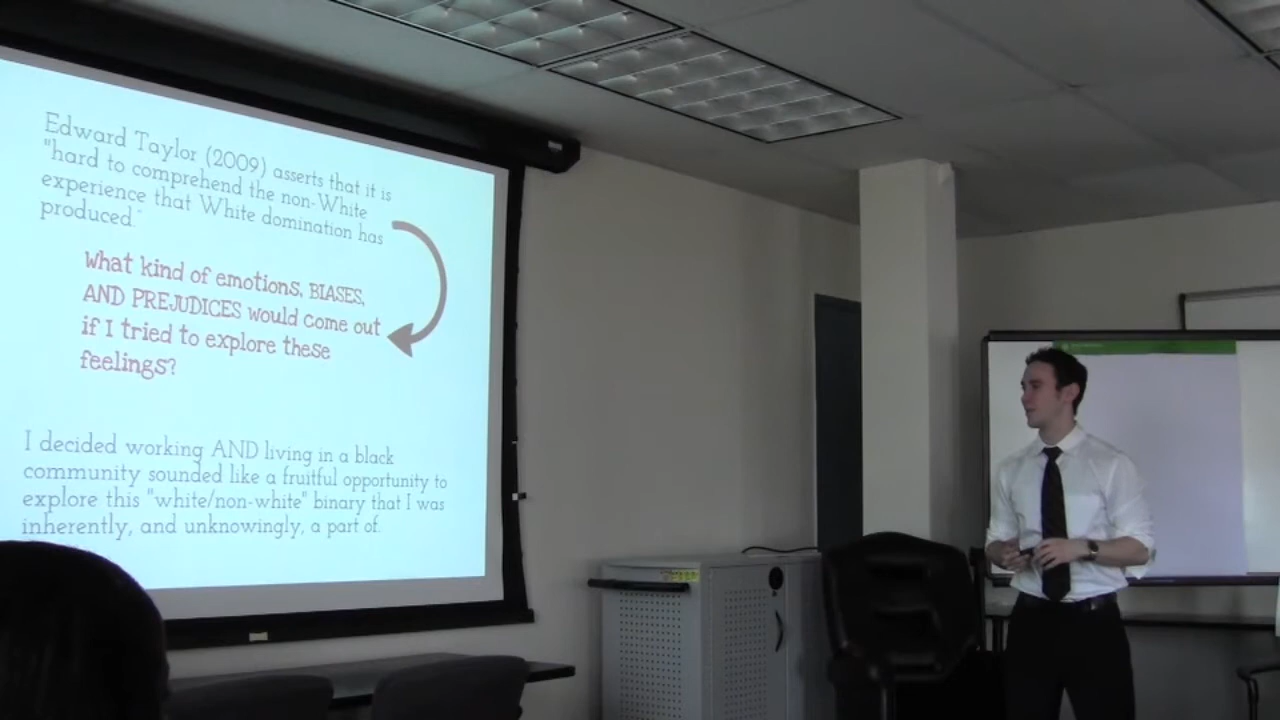 Edward Taylor (2009) asserts that it is
"hard to comprehend the non-White
experience that White domination has
produced."
What kind of emotions, BIASES,
AND PREJUDICES would come out
if I tried to explore these
feelings?
I decided working AND living in a black
community sounded like a fruitful opportunity to
explore this "white/non-white" binary that I was
inherently, and unknowingly, a part of.